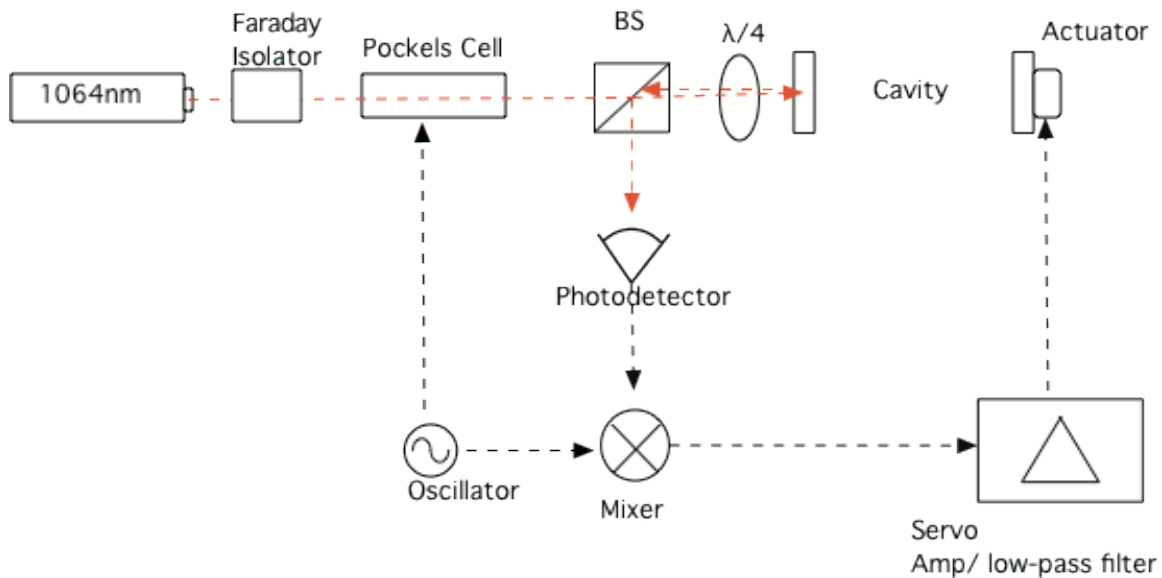 Faraday
Isolator
Pockels Cell
BS
λ/4
Actuator
1064nm
Cavity
Photodetector
Oscillator
Mixer
Servo
Amp/ low-pass filter